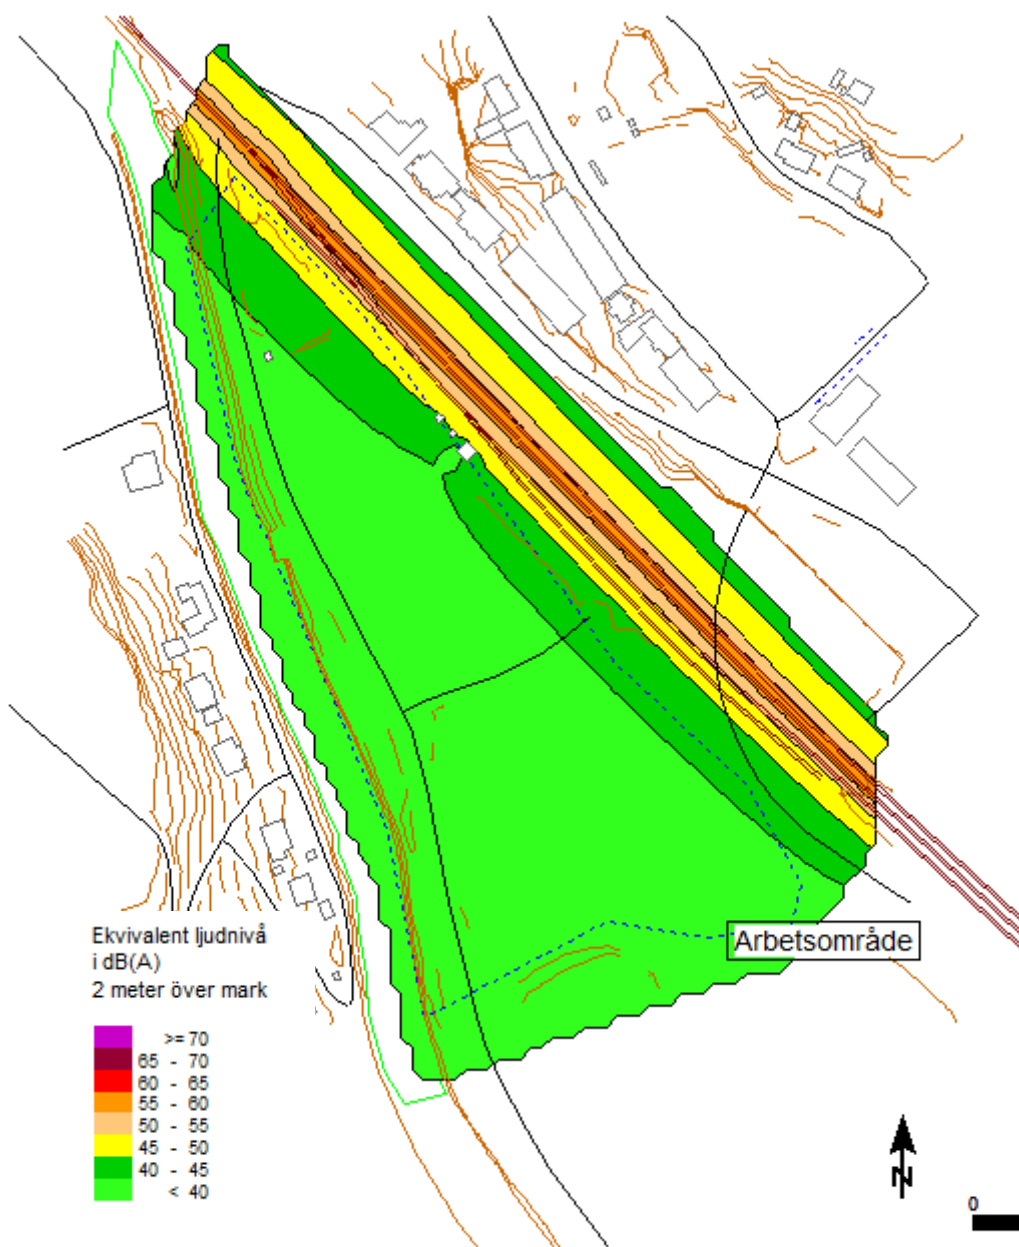 Arbetsområde
Ekvivalent ljudnivå
i dB(A)
2 meter över mark
>= 70
65 - 70
60 - 65
55 - 60
50 - 55
45 - 50
40 - 45
< 40
N
0